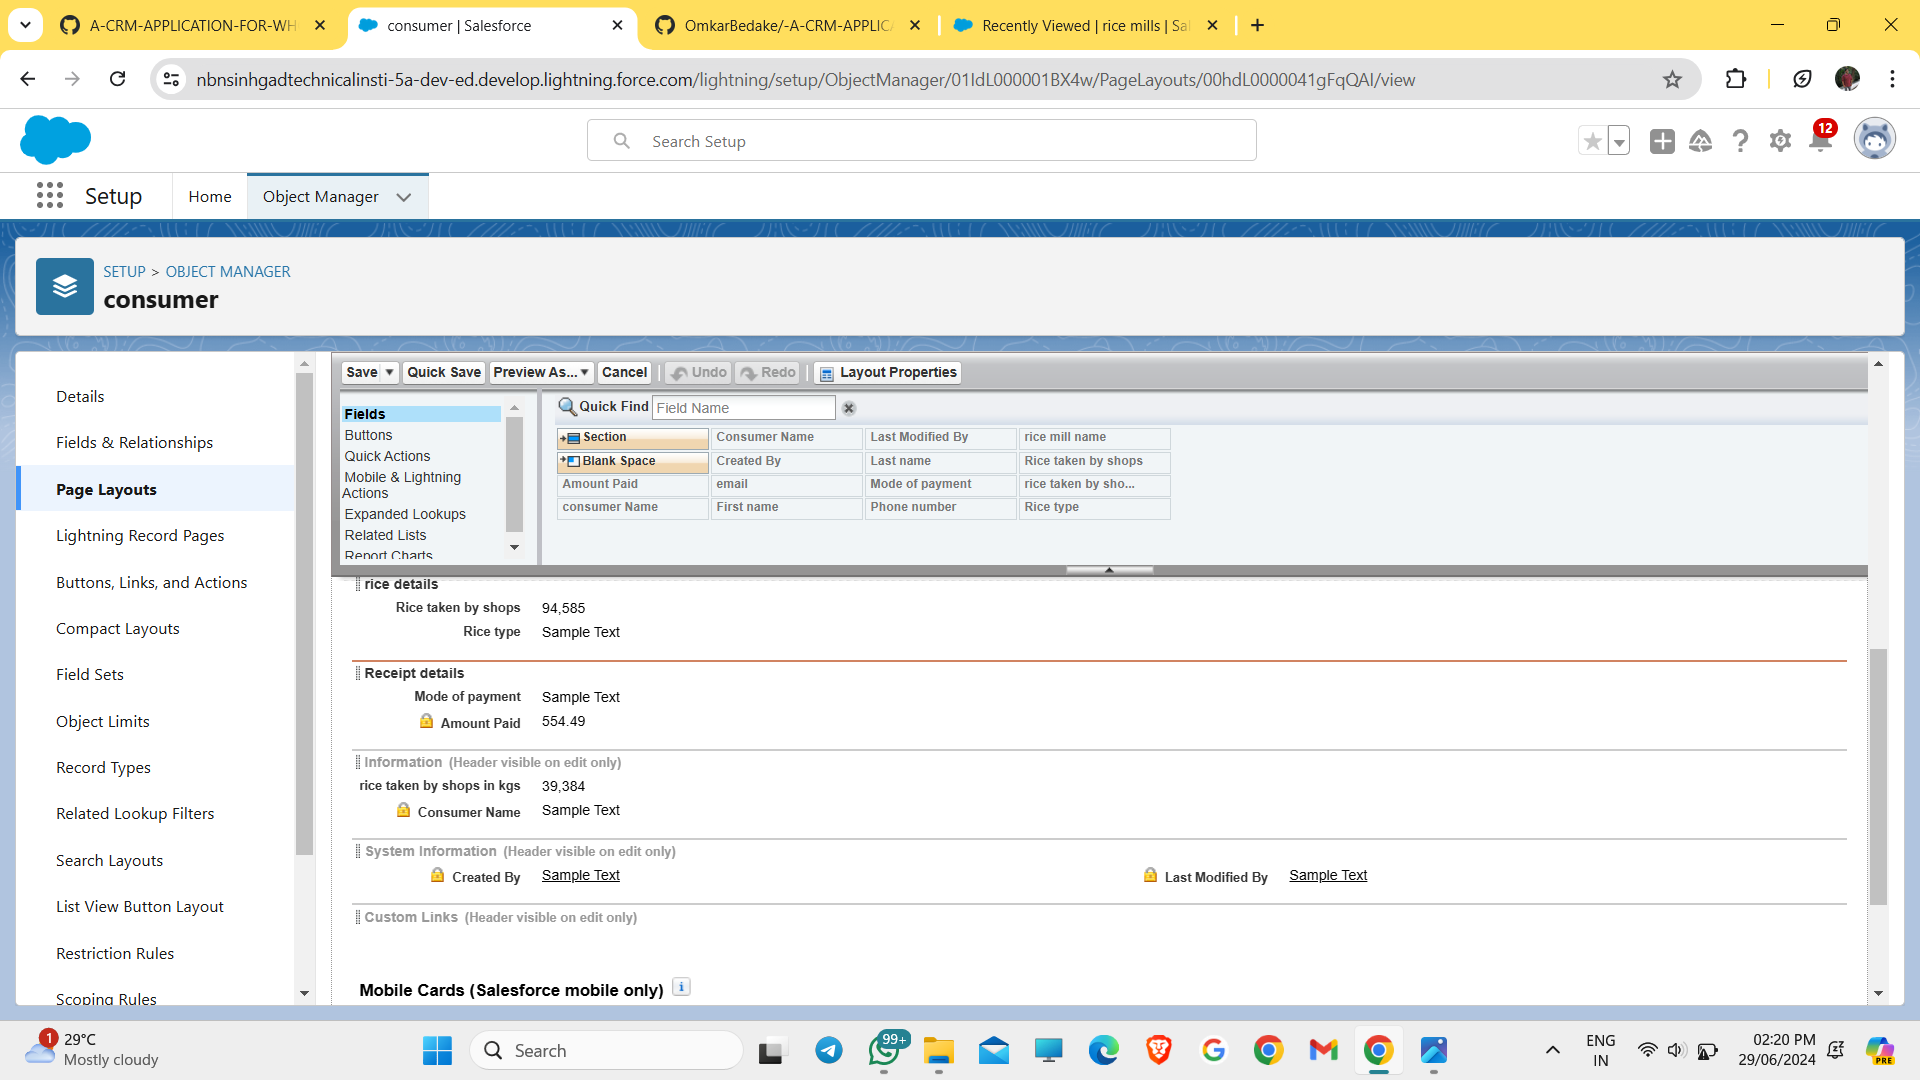 A-CRM-APPLICATION-FOR-WH
consumer | Salesforce
OmkarBedake/-A-CRM-APPLICA
Recently Viewed | rice mills | Sa
nbnsinhgadtechnicalinsti-5a-dev-ed.develop.lightning.force.com/lightning/setup/ObjectManager/01IdL000001BX4w/PageLayouts/00hdL0000041gFqQAI/view
Search Setup
12
Setup
Home
Object Manager
SETUP > OBJECT MANAGER
consumer
Details
Fields & Relationships
Page Layouts
Lightning Record Pages
Buttons, Links, and Actions
Compact Layouts
Field Sets
Object Limits
Record Types
Related Lookup Filters
Search Layouts
List View Button Layout
Restriction Rules
Scoping Rules
Save
Quick Save
Preview As...
Cancel
Undo
Redo
Layout Properties
Fields
Buttons
Quick Actions
Mobile & Lightning
Actions
Expanded Lookups
Related Lists
Report Charts
Quick Find
Field Name
Section
Consumer Name
Last Modified By
rice mill name
Blank Space
Created By
Last name
Rice taken by shops
Amount Paid
email
Mode of payment
rice taken by sho...
consumer Name
First name
Phone number
Rice type
rice details
Rice taken by shops 94,585
Rice type Sample Text
Receipt details
Mode of payment Sample Text
Amount Paid 554.49
Information (Header visible on edit only)
rice taken by shops in kgs 39,384
Consumer Name Sample Text
System Information (Header visible on edit only)
Created By Sample Text
Last Modified By Sample Text
Custom Links (Header visible on edit only)
Mobile Cards (Salesforce mobile only)
1
29°C
Mostly cloudy
Search
99+
ENG
IN
02:20 PM
29/06/2024
PRE